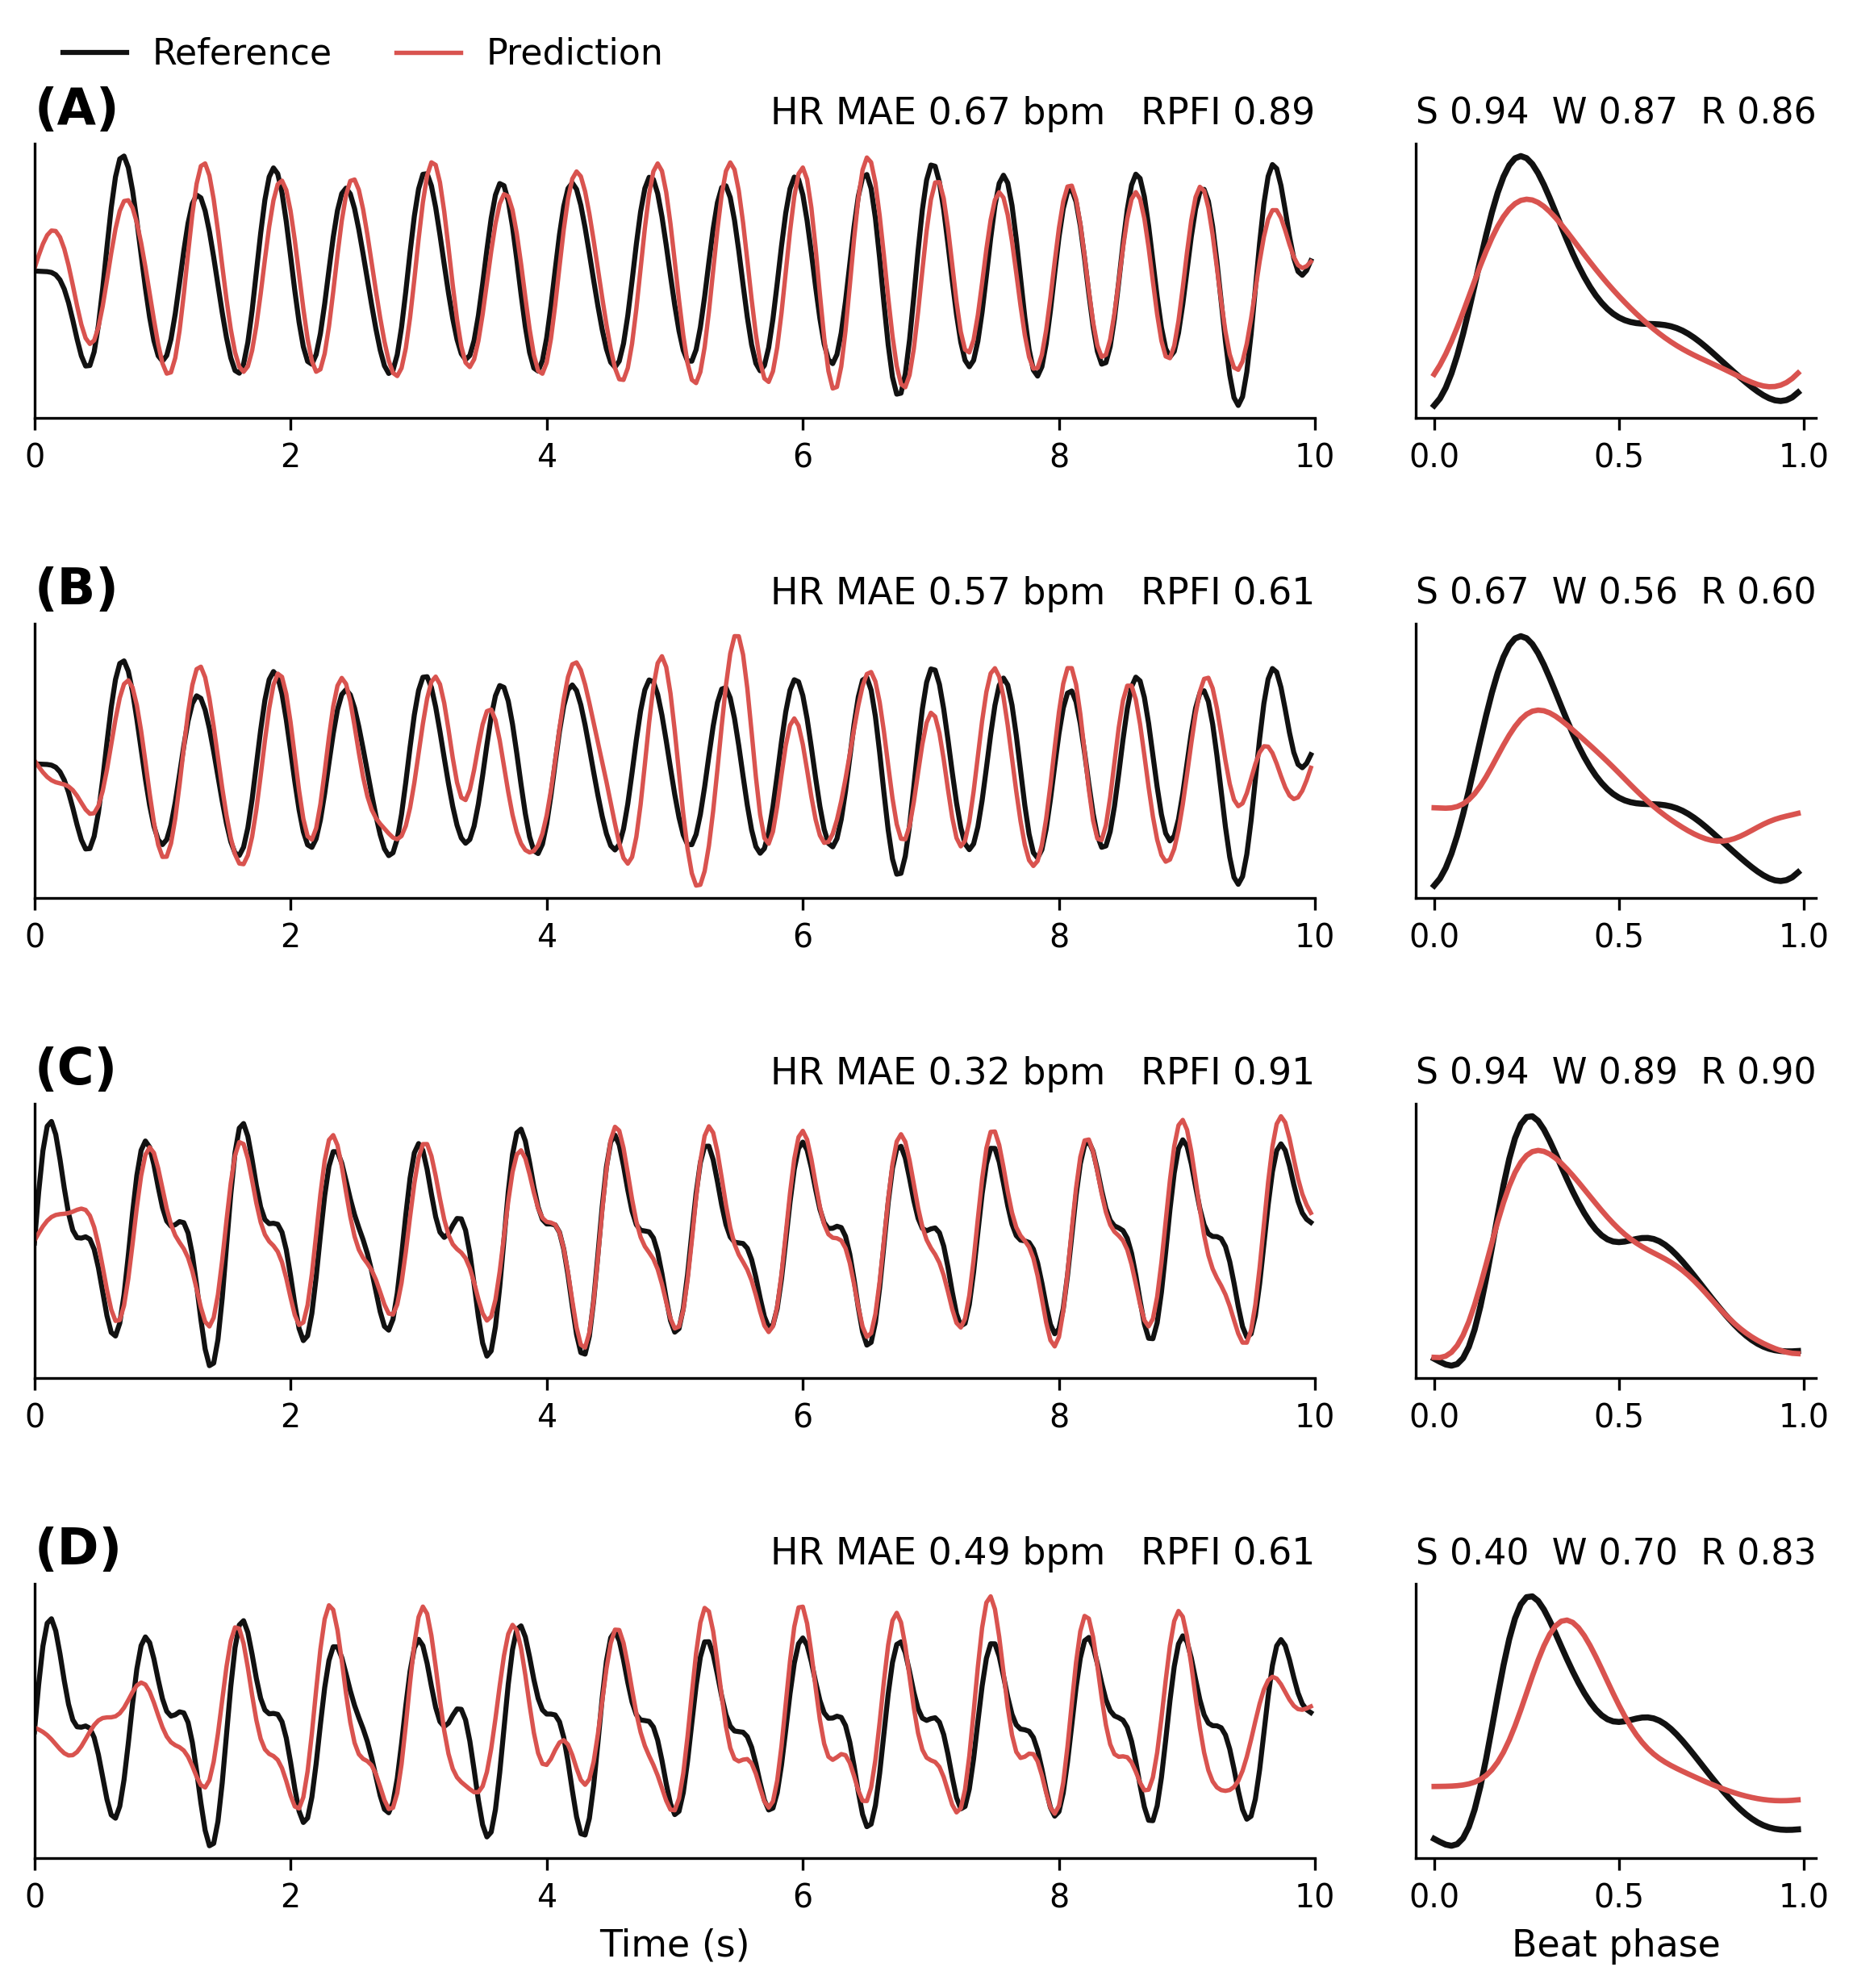 Reference Prediction
(A) HR MAE 0.67 bpm RPFI 0.89 S 0.94 W 0.87 R 0.86
0 2 4 6 8 10 0.0 0.5 1.0
(B) HR MAE 0.57 bpm RPFI 0.61 S 0.67 W 0.56 R 0.60
0 2 4 6 8 10 0.0 0.5 1.0
(C) HR MAE 0.32 bpm RPFI 0.91 S 0.94 W 0.89 R 0.90
0 2 4 6 8 10 0.0 0.5 1.0
(D) HR MAE 0.49 bpm RPFI 0.61 S 0.40 W 0.70 R 0.83
0 2 4 6 8 10 0.0 0.5 1.0
Time (s) Beat phase